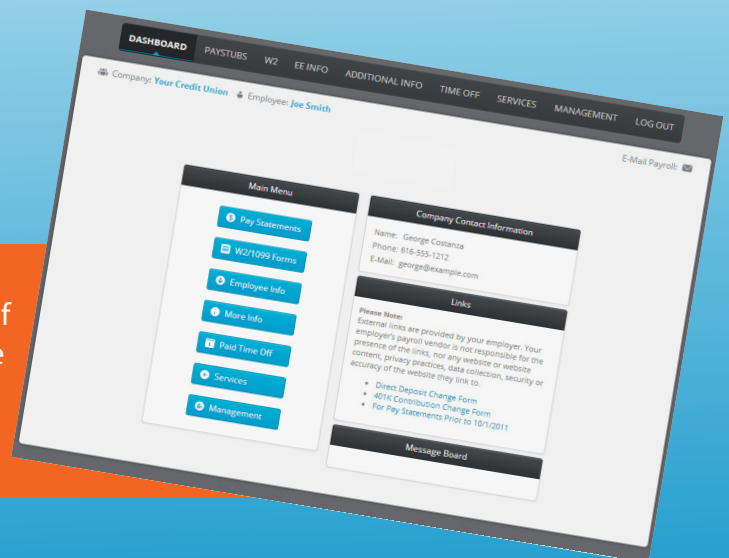 DASHBOARD PAYSTUBS W2 EE INFO ADDITIONAL INFO TIME OFF SERVICES MANAGEMENT LOG OUT
Company: Your Credit Union Employee: Joe Smith
E-Mail Payroll:
Main Menu
Pay Statements
W2/1099 Forms
Employee Info
More Info
Paid Time Off
Services
Management
Company Contact Information
Name: George Costanza
Phone: 616-555-1212
E-Mail: george@example.com
Links
Please Note:
External links are provided by your employer. Your
employer's payroll vendor is not responsible for the
presence of the links, nor any website or website
content, privacy practices, data collection, security or
accuracy of the website they link to.
Direct Deposit Change Form
401K Contribution Change Form
For Pay Statements Prior to 10/1/2011
Message Board